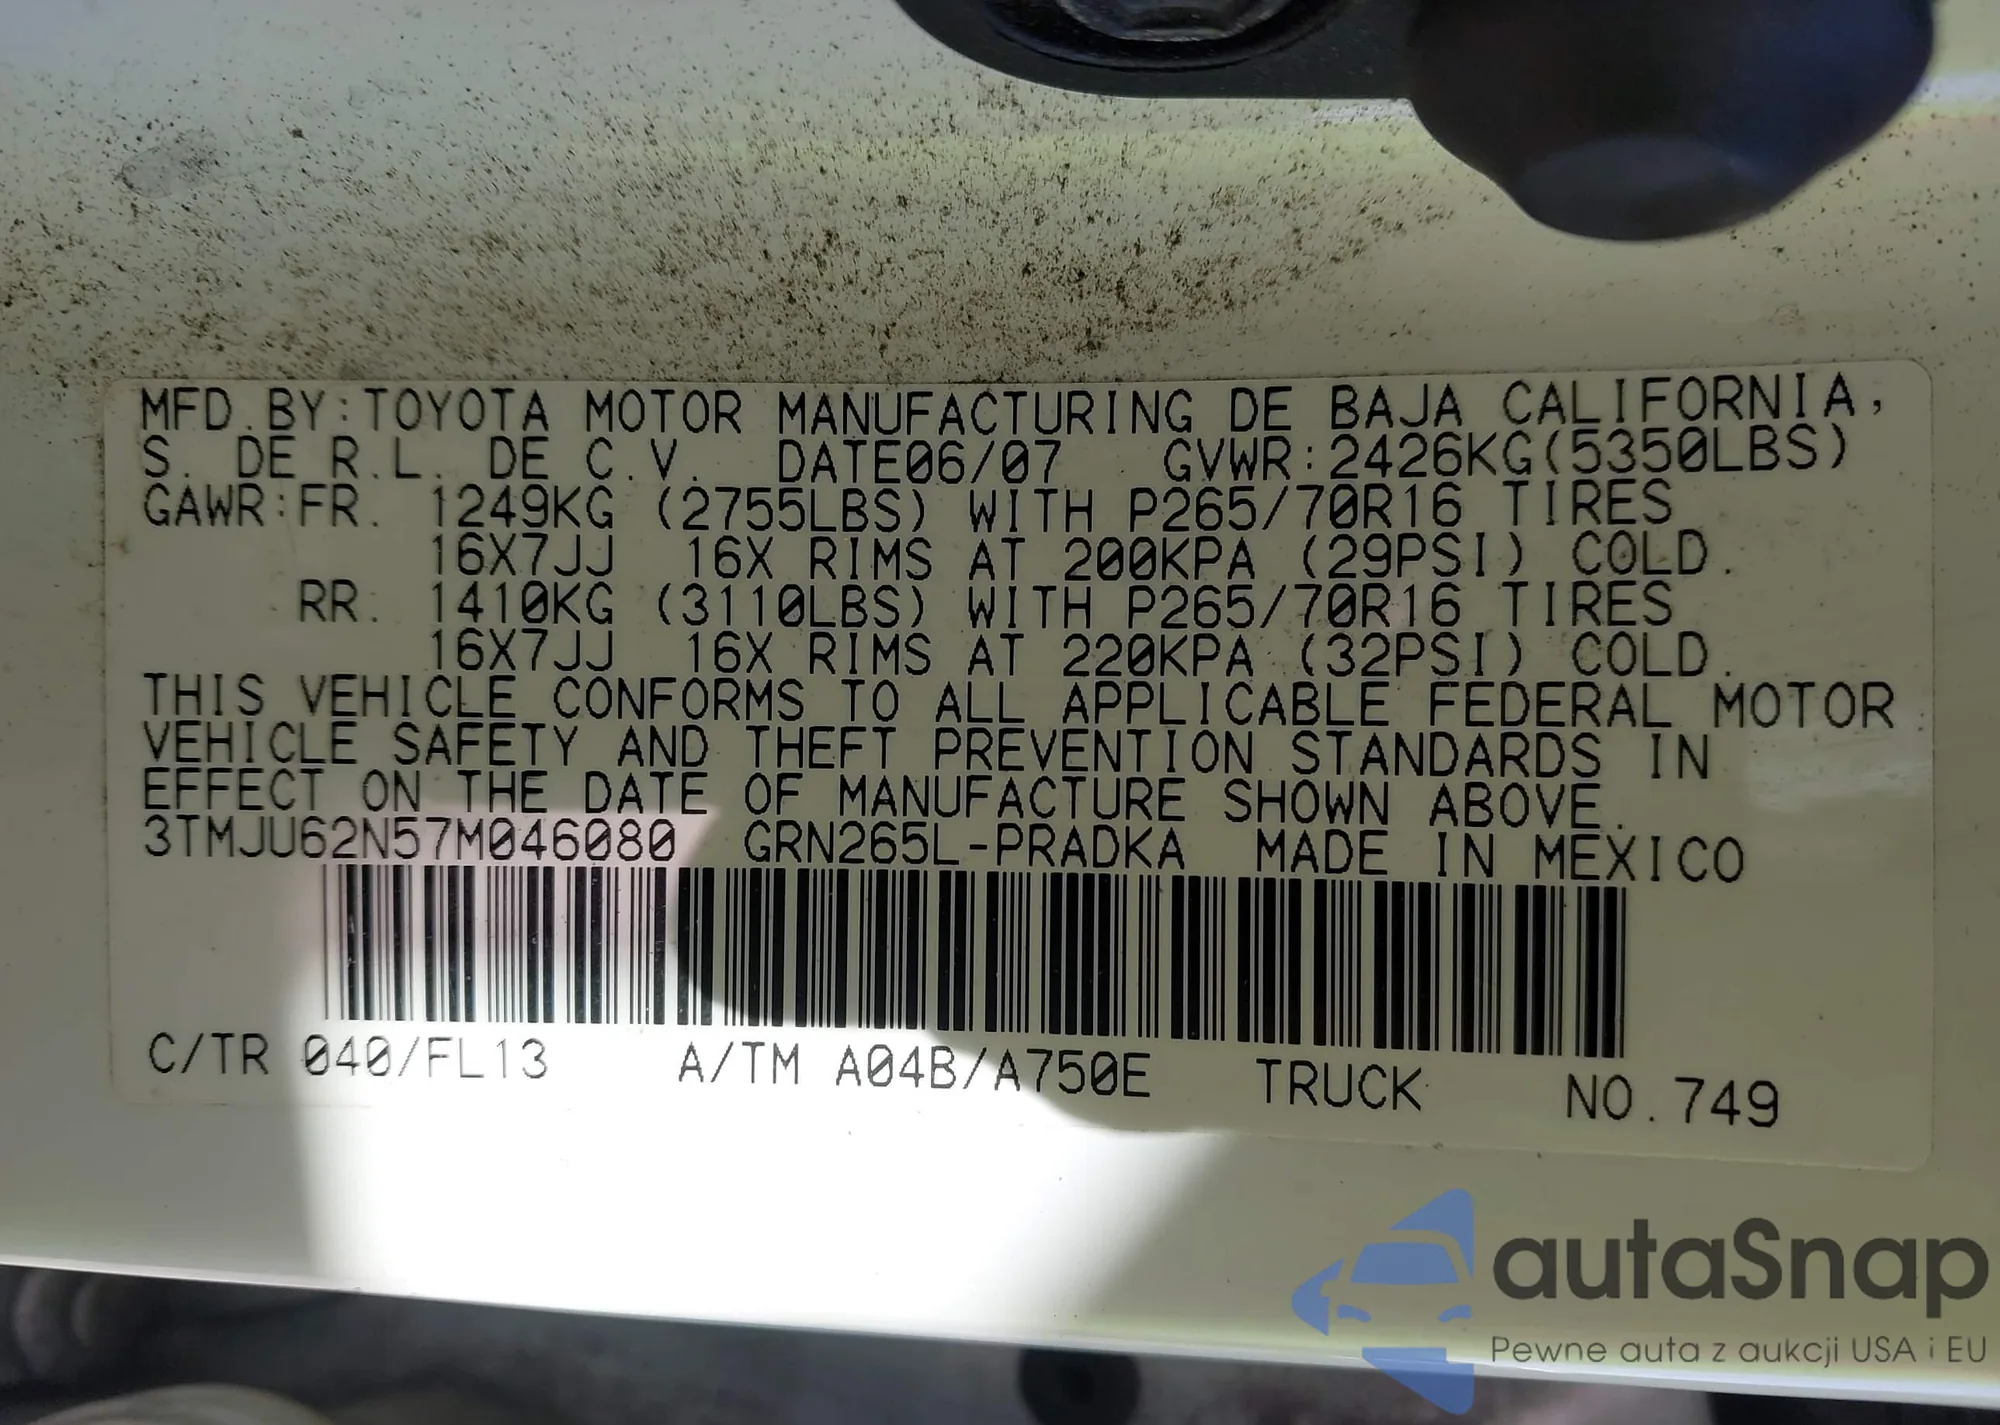 MFD.BY:TOYOTA MOTOR MANUFACTURING DE BAJA CALIFORNIA,
S. DE R.L. DE C.V. DATE06/07 GVWR:2426KG(5350LBS)
GAWR:FR. 1249KG (2755LBS) WITH P265/70R16 TIRES
16X7JJ 16X RIMS AT 200KPA (29PSI) COLD.
RR. 1410KG (3110LBS) WITH P265/70R16 TIRES
16X7JJ 16X RIMS AT 220KPA (32PSI) COLD.
THIS VEHICLE CONFORMS TO ALL APPLICABLE FEDERAL MOTOR
VEHICLE SAFETY AND THEFT PREVENTION STANDARDS IN
EFFECT ON THE DATE OF MANUFACTURE SHOWN ABOVE.
3TMJU62N57M046080 GRN265L-PRADKA MADE IN MEXICO
C/TR 040/FL13 A/TM A04B/A750E TRUCK NO.749
autaSnap
Pewne auta z aukcji USA i EU